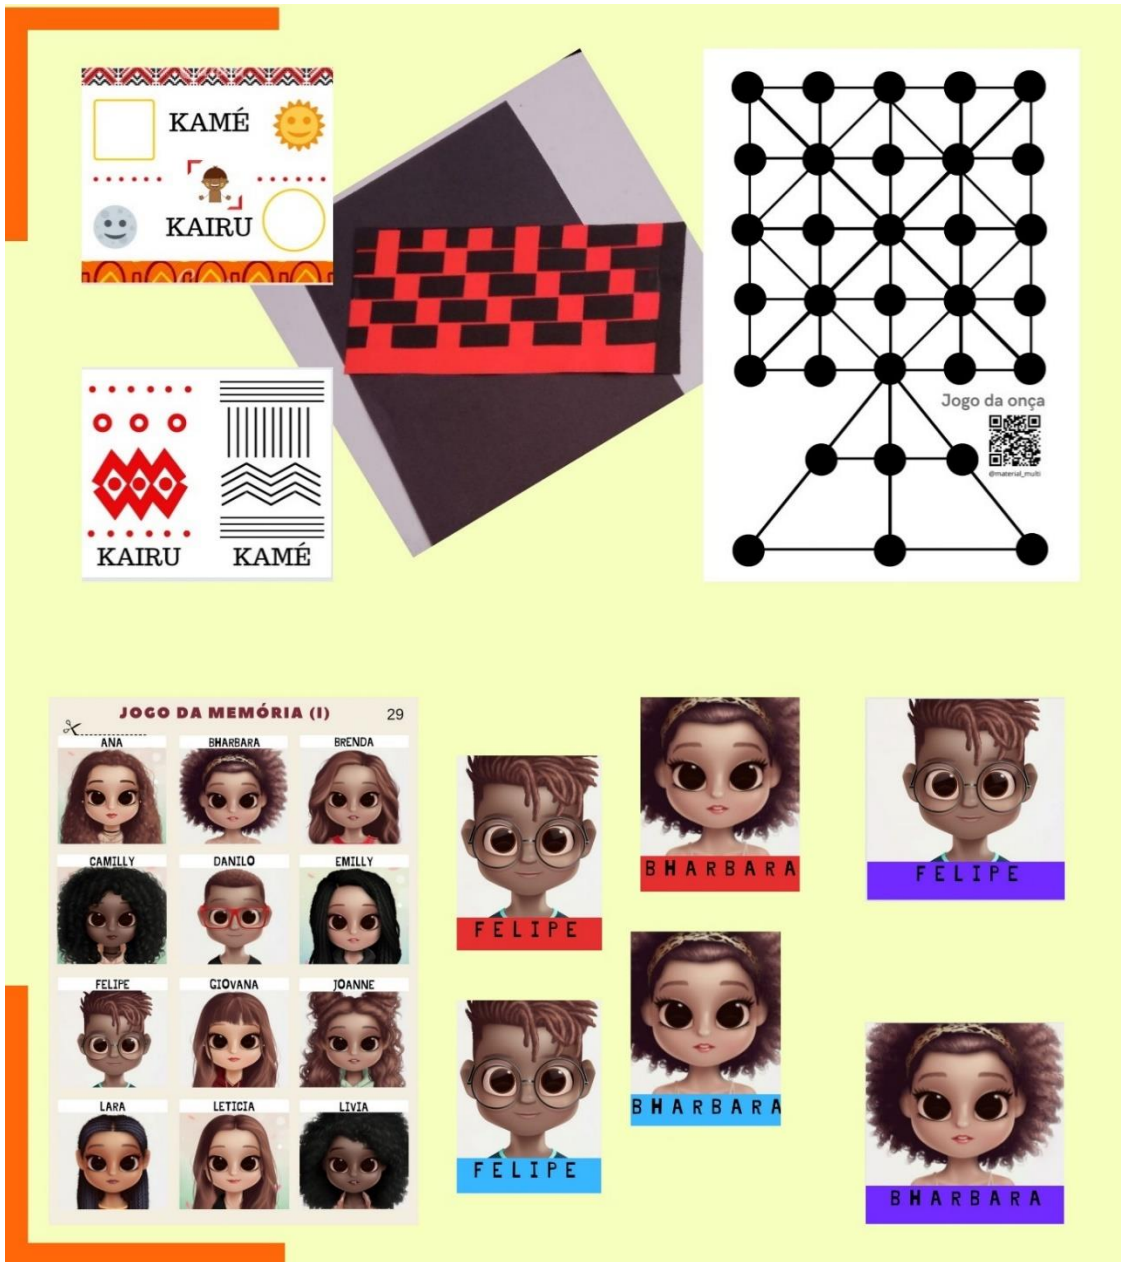 KAMÉ
KAIRU
KAIRU KAMÉ
Jogo da onça
@material_multi
JOGO DA MEMÓRIA (I) 29
ANA BHARBARA BRENDA
CAMILLY DANILO EMILLY
FELIPE GIOVANA JOANNE
LARA LETICIA LIVIA
FELIPE
BHARBARA
FELIPE
BHARBARA
FELIPE
BHARBARA